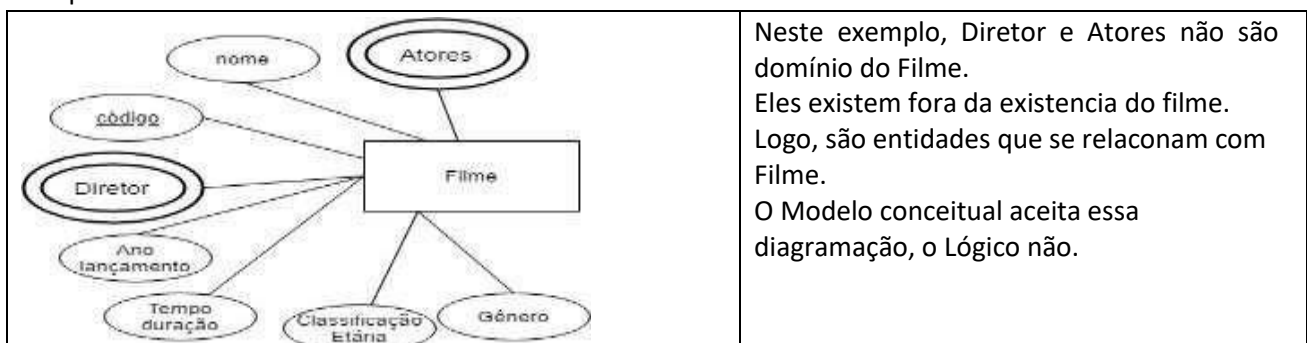 nome
Atores
código
Diretor
Filme
Ano
lançamento
Tempo
duração
Classificação
Etária
Gênero
Neste exemplo, Diretor e Atores não são
domínio do Filme.
Eles existem fora da existencia do filme.
Logo, são entidades que se relaconam com
Filme.
O Modelo conceitual aceita essa
diagramação, o Lógico não.